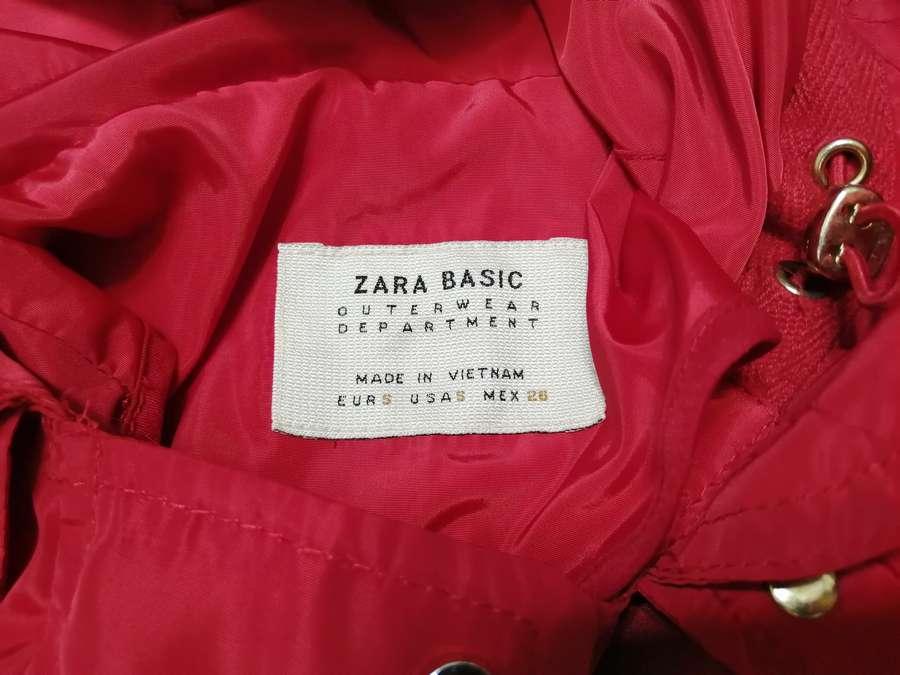 ZARA BASIC
OUTERWEAR
DEPARTMENT
MADE IN VIETNAM
EUR S USA S MEX 26